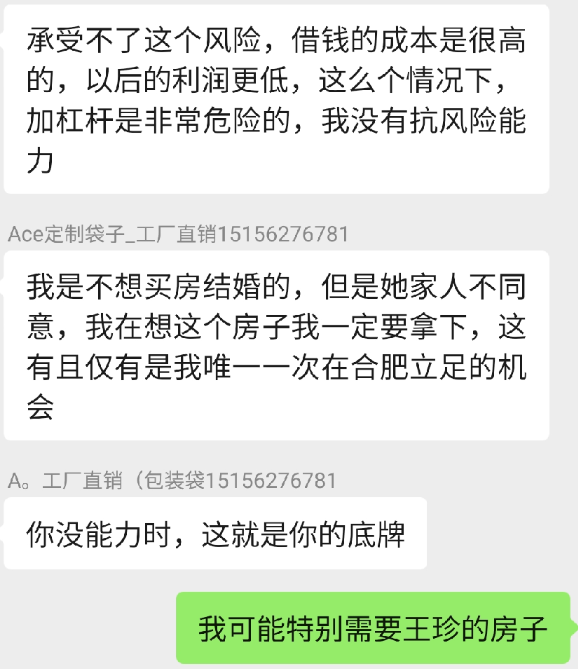 承受不了这个风险，借钱的成本是很高
的，以后的利润更低，这么个情况下，
加杠杆是非常危险的，我没有抗风险能
力
Ace定制袋子_工厂直销15156276781
我是不想买房结婚的，但是她家人不同
意，我在想这个房子我一定要拿下，这
有且仅有是我唯一一次在合肥立足的机
会
A。工厂直销（包装袋15156276781
你没能力时，这就是你的底牌
我可能特别需要王珍的房子